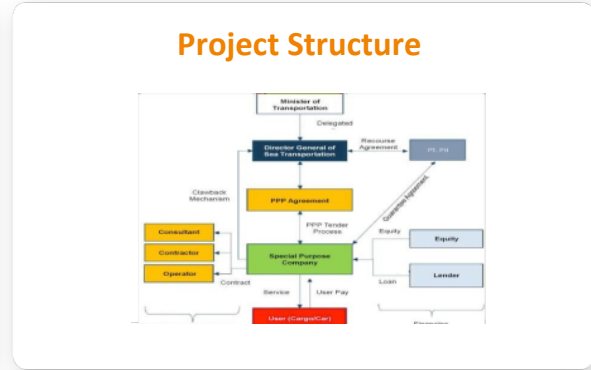 Project Structure
Minister of
Transportation
Delegated
Director General of
Sea Transportation
Recourse
Agreement
PT. PII
Clawback
Mechanism
PPP Agreement
Guarantee Agreement
PPP Tender
Process
Consultant
Contractor
Operator
Contract
Special Purpose
Company
Equity
Equity
Loan
Lender
Service
User Pay
User (Cargo/Car)